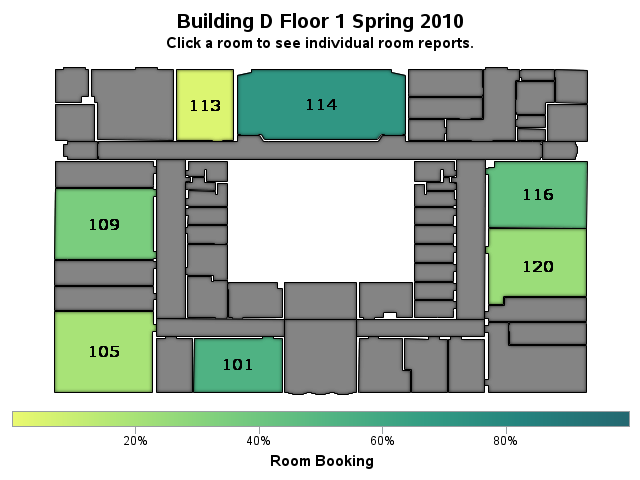 Building D Floor 1 Spring 2010
Click a room to see individual room reports.
113
114
116
109
120
105
101
20% 40% 60% 80%
Room Booking